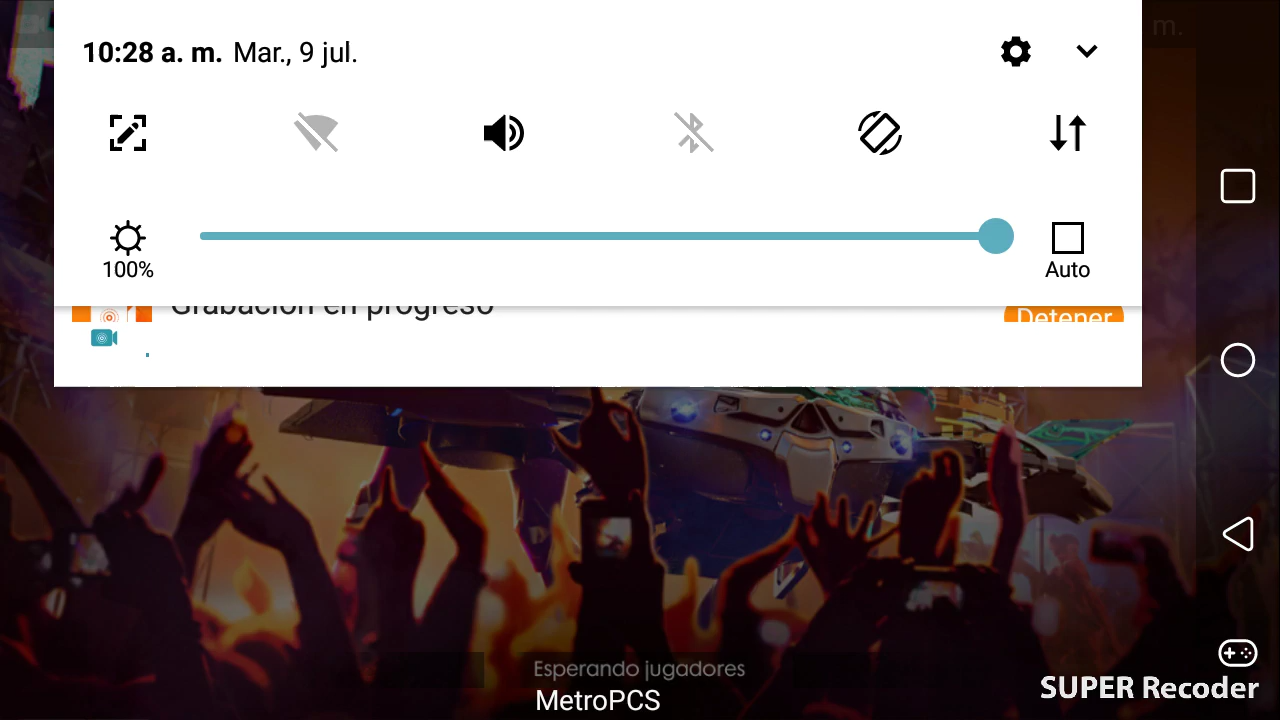 m.
10:28 a. m. Mar., 9 jul.
100%
Auto
Grabación en progreso
Detener
Esperando jugadores
MetroPCS
SUPER Recoder